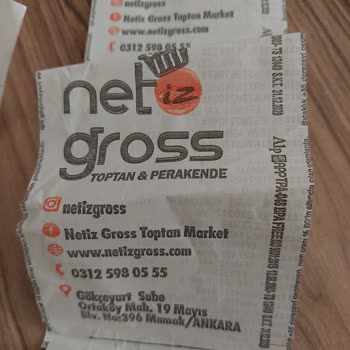 netizgross
Netiz Gross Toptan Market
www.netizgross.com
0312 598 05 55
net iz
gross
TOPTAN & PERAKENDE
netizgross
Netiz Gross Toptan Market
www.netizgross.com
0312 598 05 55
Gökçeyurt Şube
Ortaköy Mah. 19 Mayıs
Blv. No:396 Mamak/ANKARA